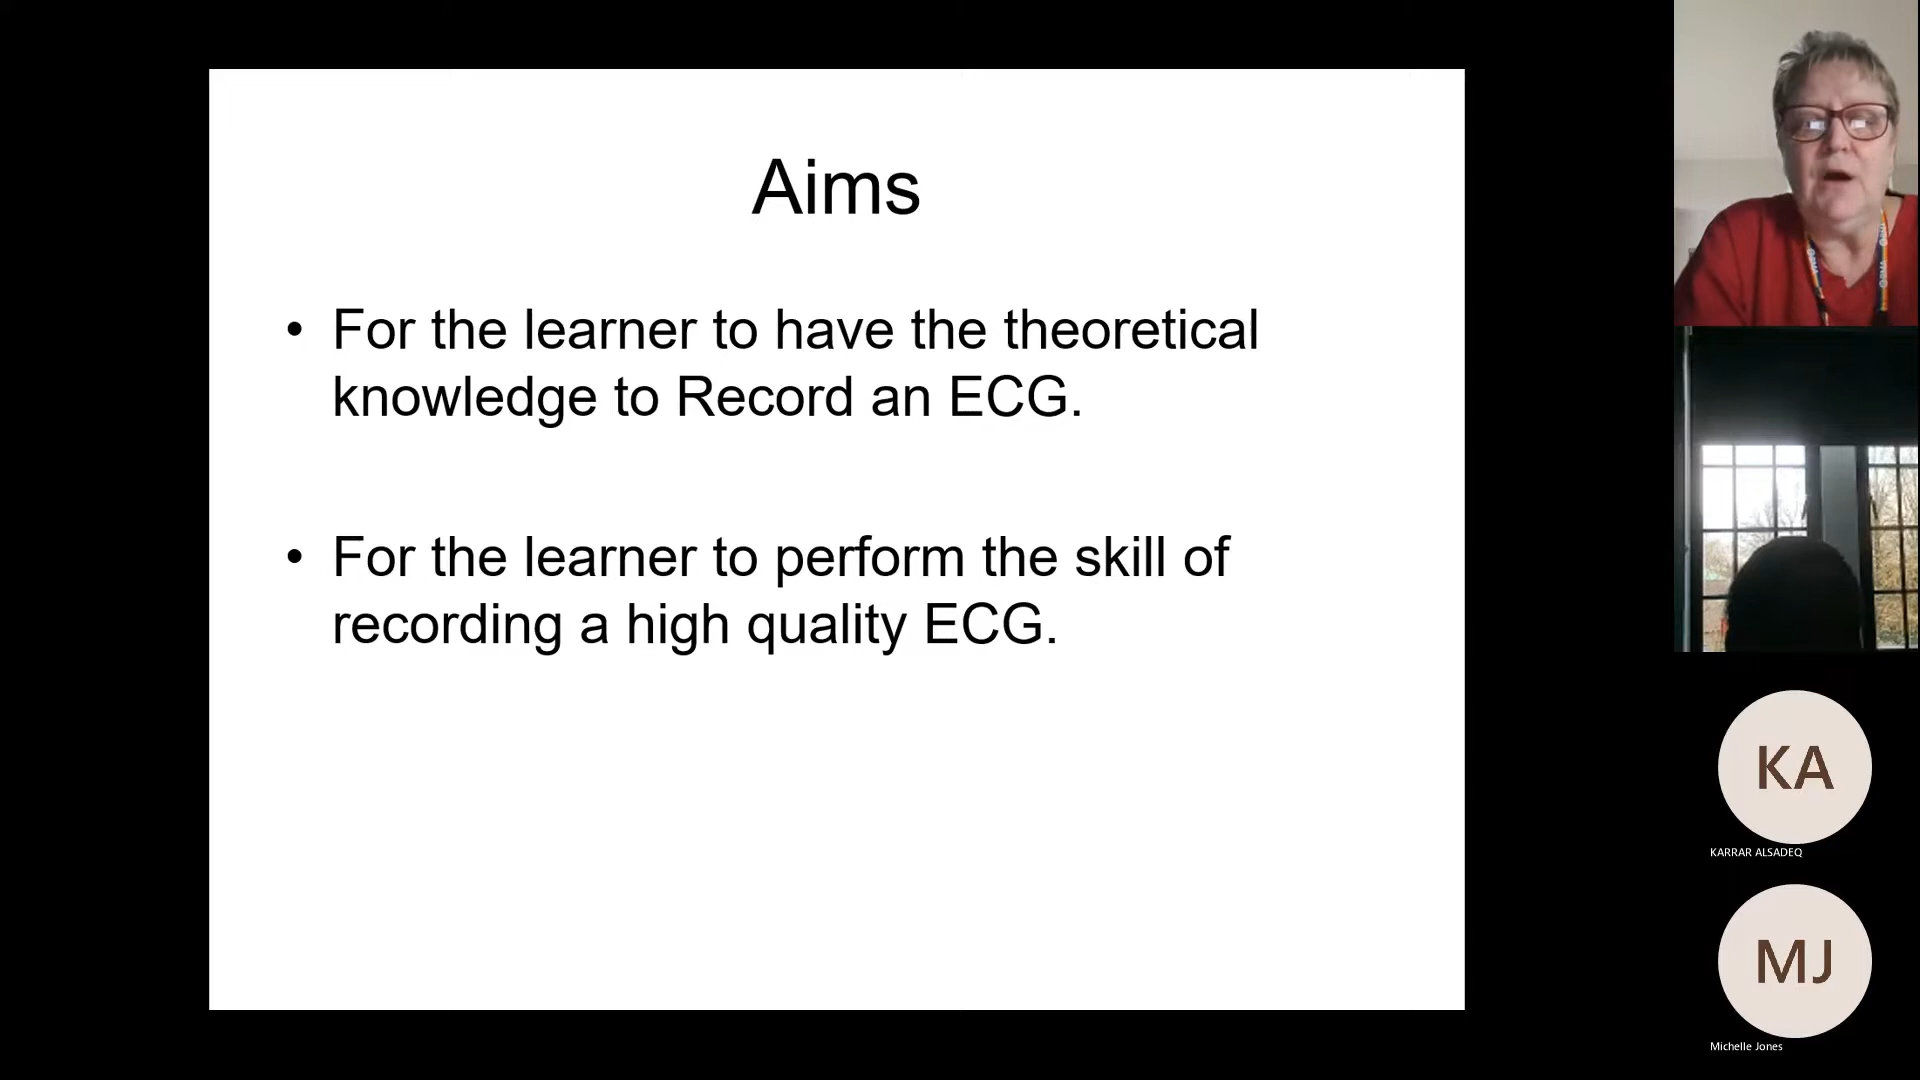 Aims
• For the learner to have the theoretical
knowledge to Record an ECG.
• For the learner to perform the skill of
recording a high quality ECG.
KA
KARRAR ALSADEQ
MJ
Michelle Jones